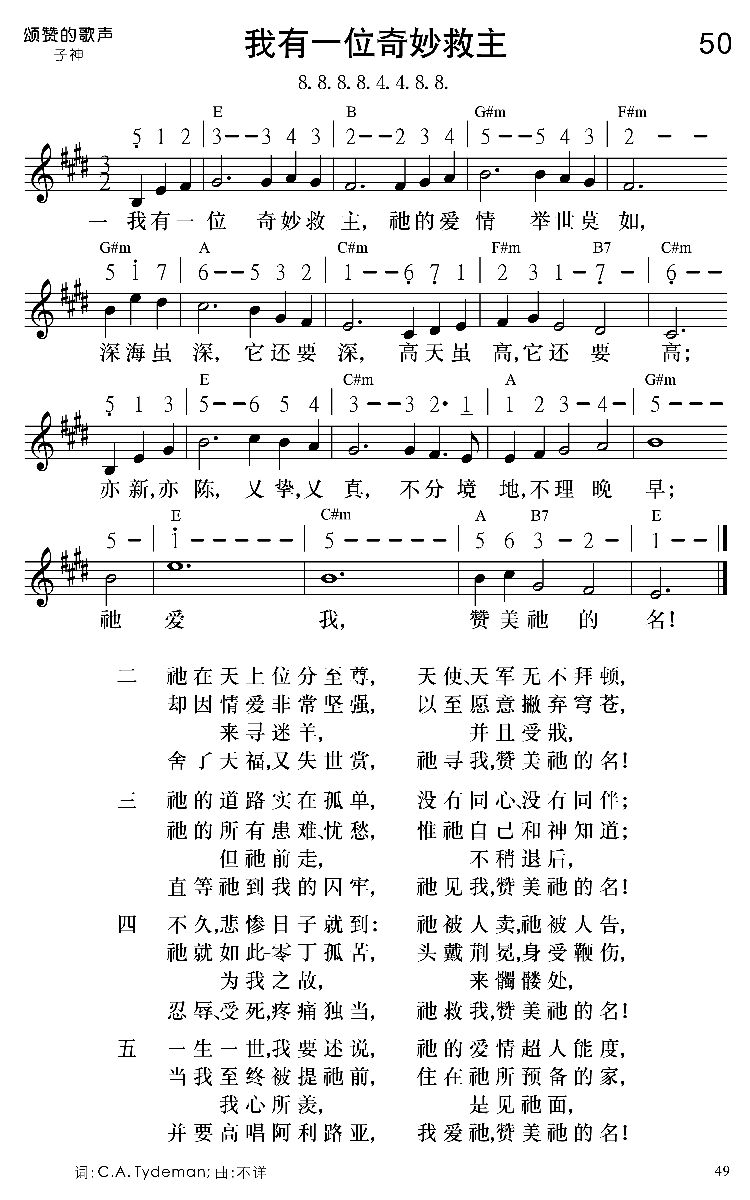 颂赞的歌声
子神
我有一位奇妙救主
50
8. 8. 8. 8. 4. 4. 8. 8.
E B G#m F#m
5 1 2 | 3 - - 3 4 3 | 2 - - 2 3 4 | 5 - - 5 4 3 | 2 - - -
一 我有一位 奇妙救主, 祂的爱情 举世莫如,
G#m A C#m F#m B7 C#m
5 1 7 | 6 - - 5 3 2 | 1 - - 6 7 1 | 2 3 1 - 7 - | 6 - -
深海虽深, 它还要深, 高天虽高,它还要高;
E C#m A G#m
5 1 3 | 5 - - 6 5 4 | 3 - - 3 2· 1 | 1 2 3 - 4 - | 5 - -
亦新,亦陈, 又挚,又真, 不分境地,不理晚早;
E C#m A B7 E
5 - | 1 - - - - - | 5 - - - - - | 5 6 3 - 2 - | 1 - -
祂爱我, 赞美祂的名!
二 祂在天上位分至尊, 天使、天军无不拜顿,
却因情爱非常坚强, 以至愿意撇弃穹苍,
来寻迷羊, 并且受戕,
舍了天福,又失世赏, 祂寻我,赞美祂的名!
三 祂的道路实在孤单, 没有同心、没有同伴;
祂的所有患难、忧愁, 惟祂自己和神知道;
但祂前走, 不稍退后,
直等祂到我的囚牢, 祂见我,赞美祂的名!
四 不久,悲惨日子就到: 祂被人卖,祂被人告,
祂就如此零丁孤苦, 头戴荆冕,身受鞭伤,
为我之故, 来髑髅处,
忍辱、受死,疼痛独当, 祂救我,赞美祂的名!
五 一生一世,我要述说, 祂的爱情超人能度,
当我至终被提祂前, 住在祂所预备的家,
我心所羡, 是见祂面,
并要高唱阿利路亚, 我爱祂,赞美祂的名!
词: C.A. Tydeman; 曲:不详
49